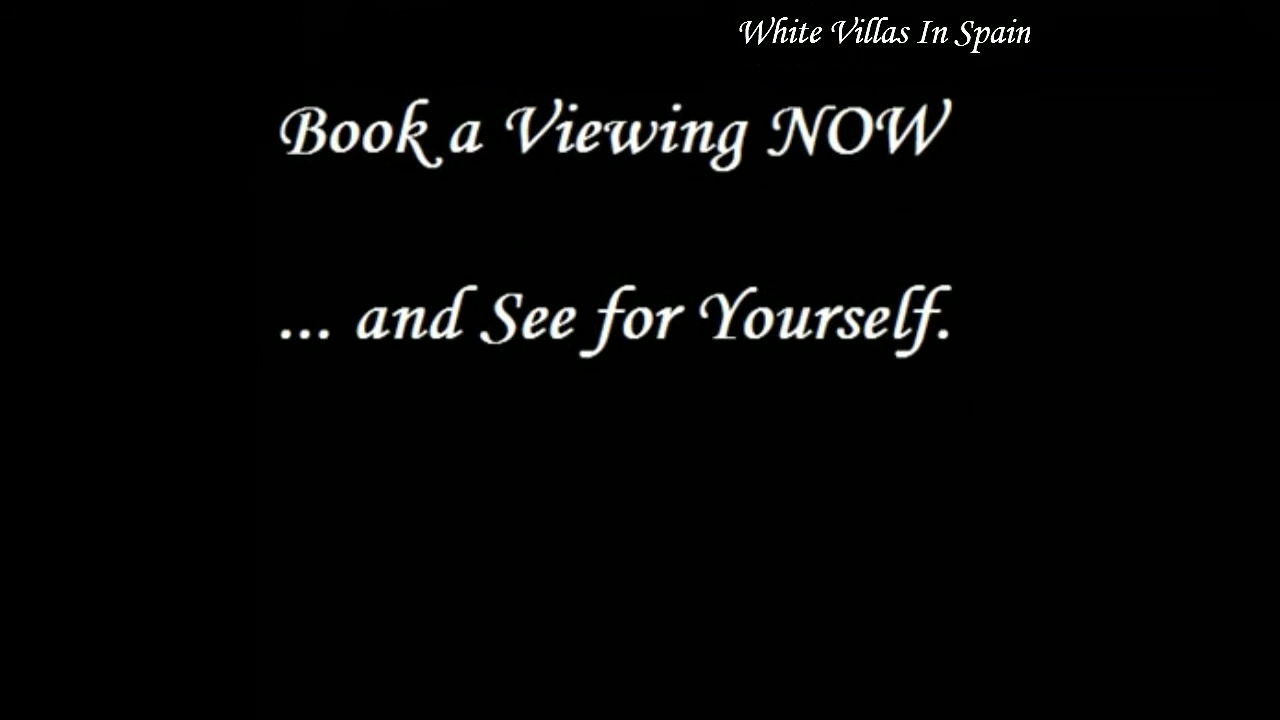 White Villas In Spain
Book a Viewing NOW
... and See for Yourself.